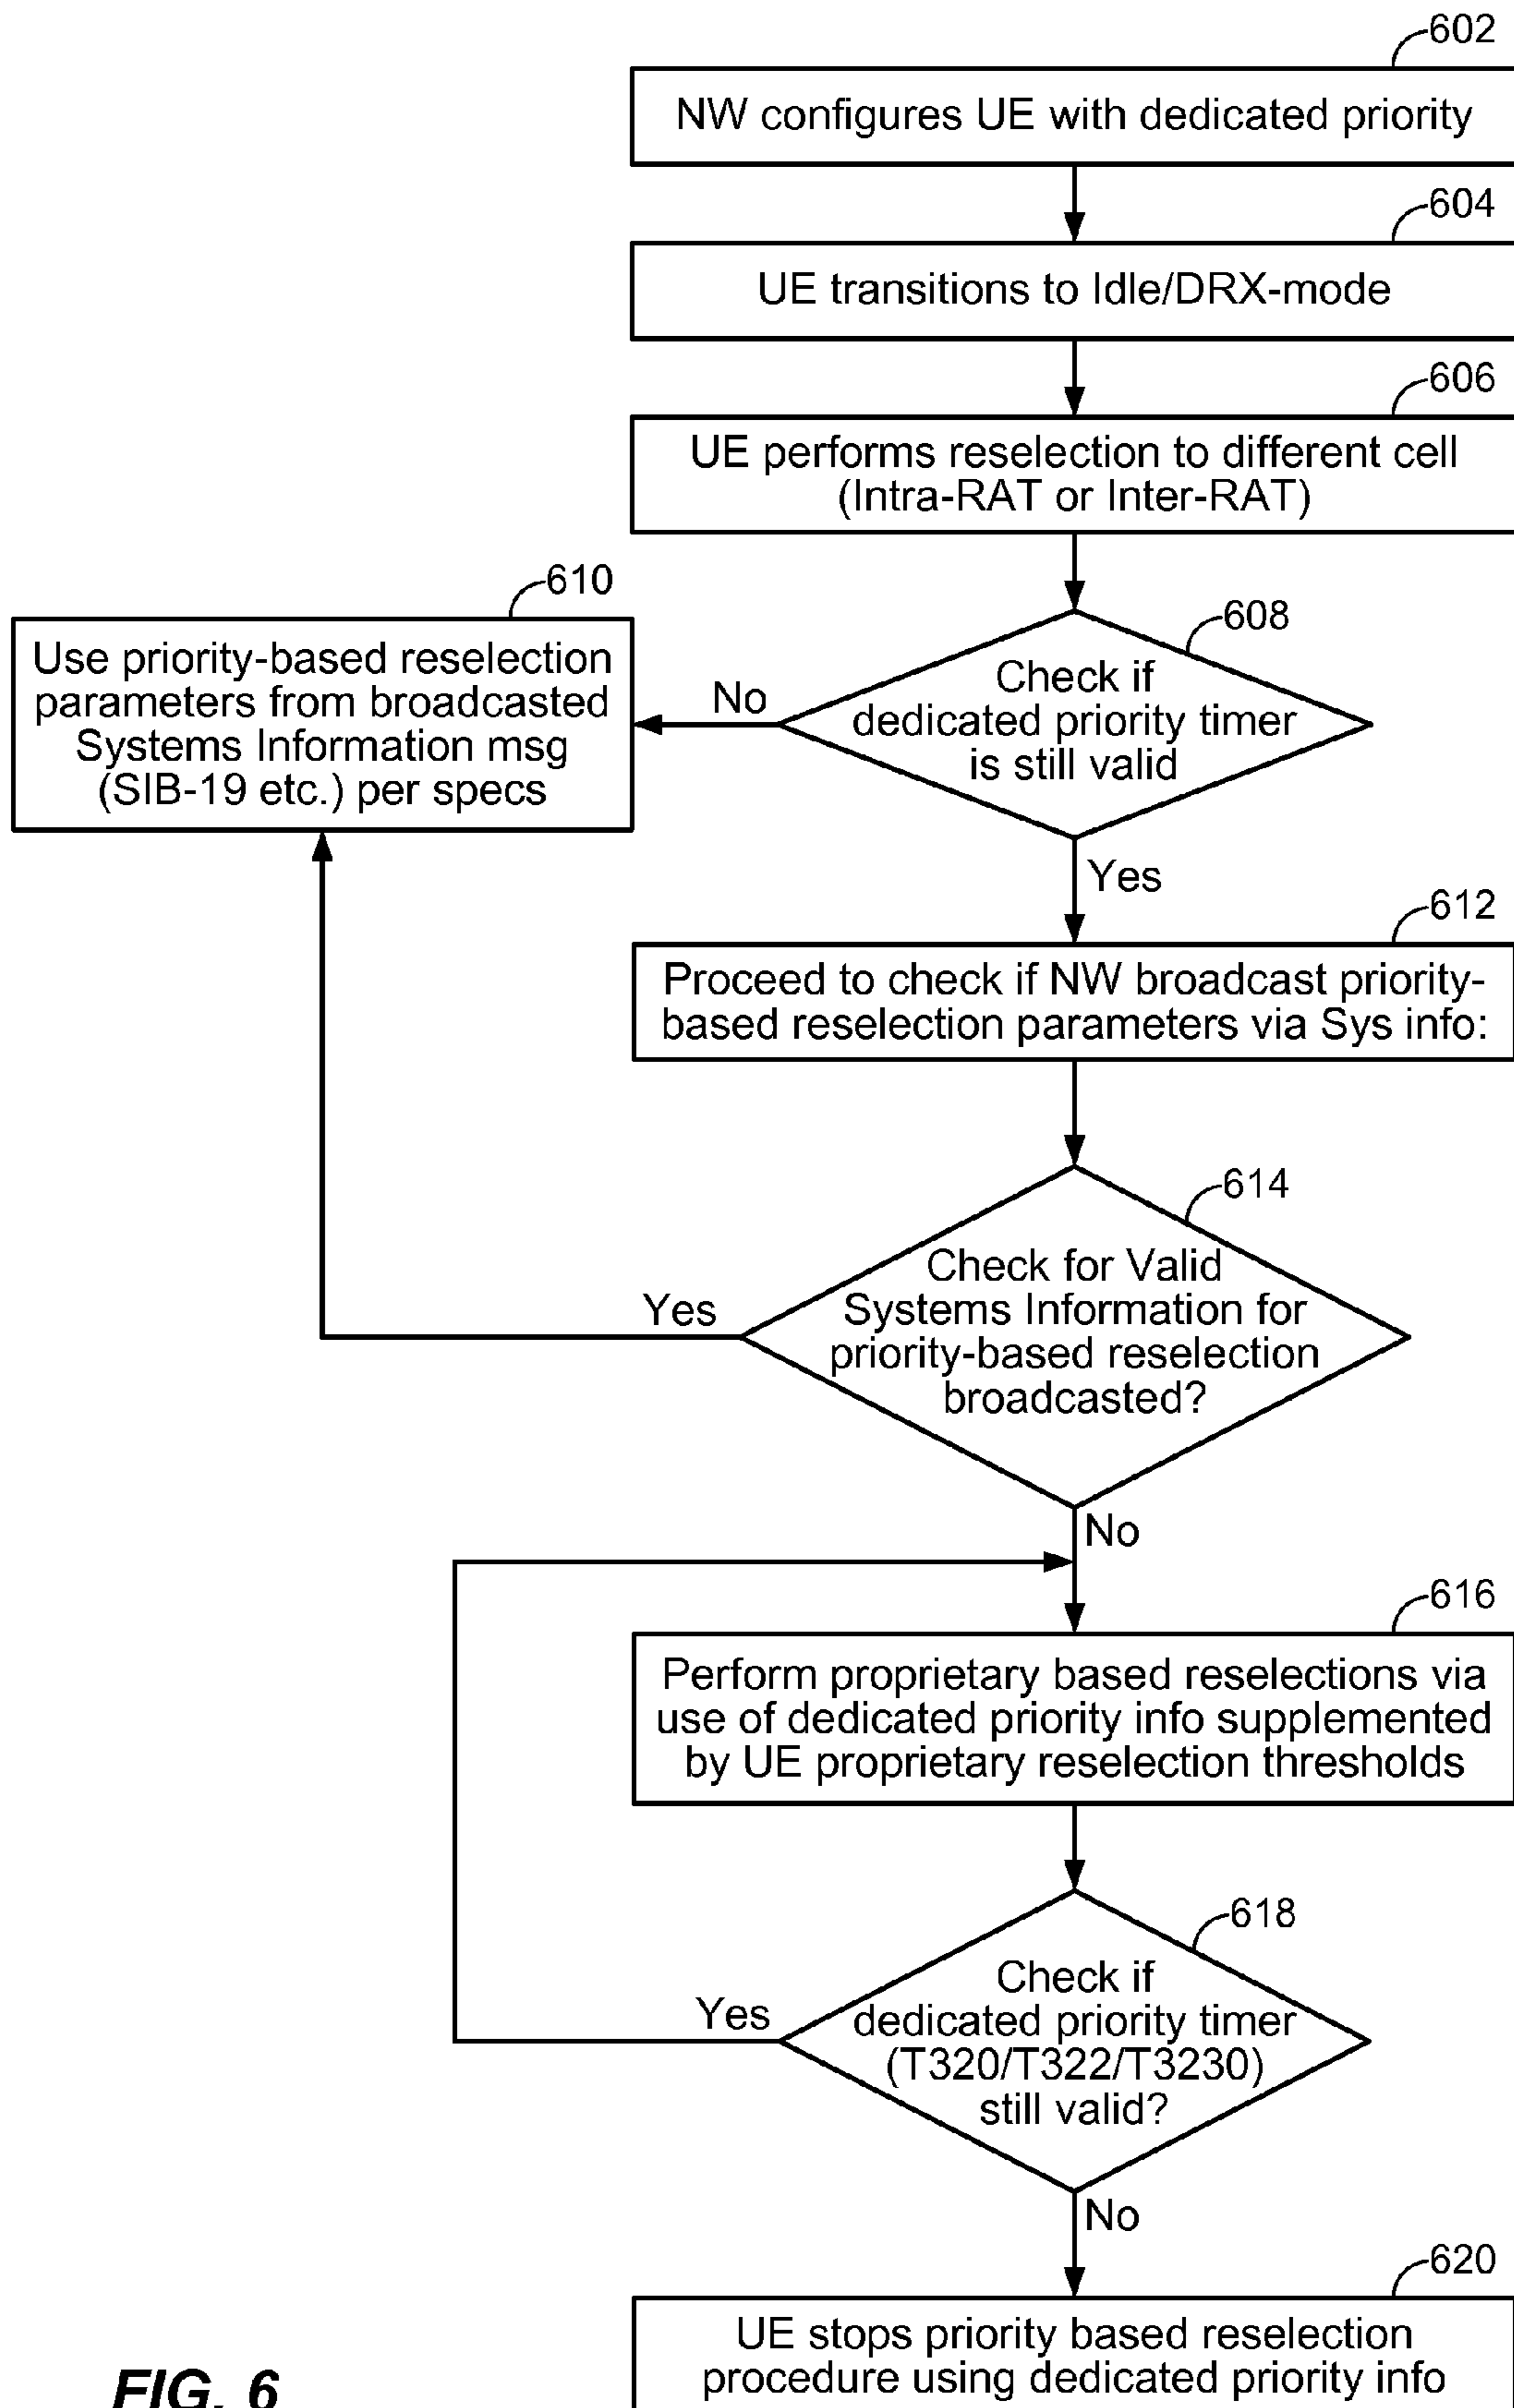 602
NW configures UE with dedicated priority
604
UE transitions to Idle/DRX-mode
606
UE performs reselection to different cell
(Intra-RAT or Inter-RAT)
610
Use priority-based reselection
parameters from broadcasted
Systems Information msg
(SIB-19 etc.) per specs
608
Check if
dedicated priority timer
is still valid
No
Yes
612
Proceed to check if NW broadcast priority-
based reselection parameters via Sys info:
614
Check for Valid
Systems Information for
priority-based reselection
broadcasted?
Yes
No
616
Perform proprietary based reselections via
use of dedicated priority info supplemented
by UE proprietary reselection thresholds
618
Check if
dedicated priority timer
(T320/T322/T3230)
still valid?
Yes
No
620
UE stops priority based reselection
procedure using dedicated priority info
FIG. 6